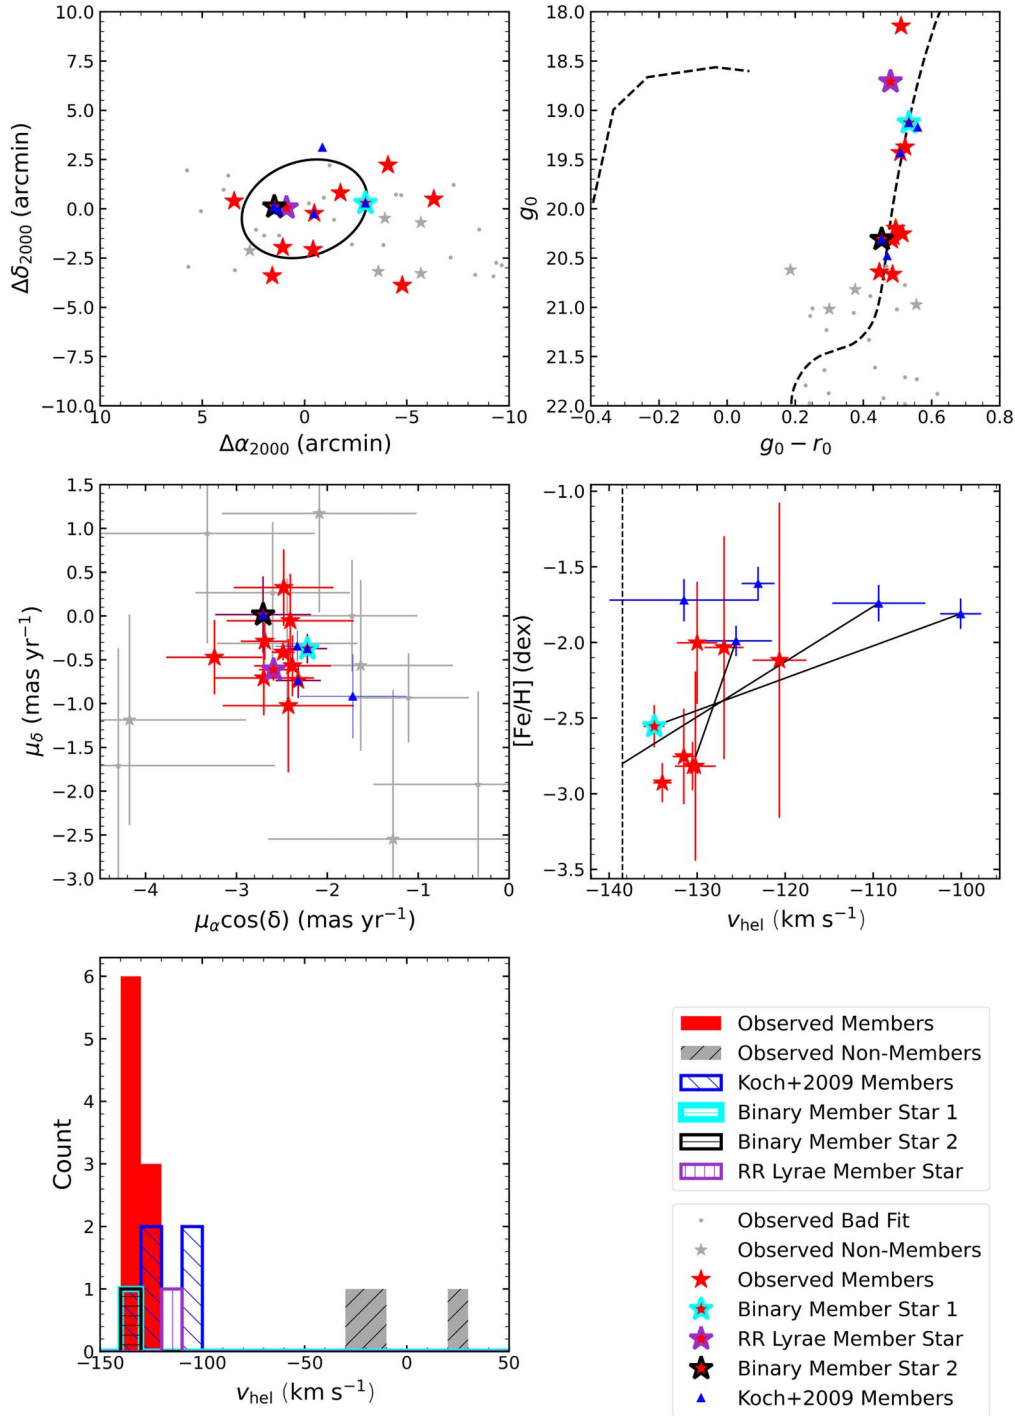 10.0
7.5
5.0
2.5
0.0
−2.5
−5.0
−7.5
−10.0
Δδ2000 (arcmin)
10 5 0 −5 −10
Δα2000 (arcmin)
18.0
18.5
19.0
19.5
20.0
20.5
21.0
21.5
22.0
g0
−0.4 −0.2 0.0 0.2 0.4 0.6 0.8
g0 − r0
1.5
1.0
0.5
0.0
−0.5
−1.0
−1.5
−2.0
−2.5
−3.0
μδ (mas yr−1)
−4 −3 −2 −1 0
μαcos(δ) (mas yr−1)
−1.0
−1.5
−2.0
−2.5
−3.0
−3.5
[Fe/H] (dex)
−140 −130 −120 −110 −100
vhel (km s−1)
6
5
4
3
2
1
0
Count
−150 −100 −50 0 50
vhel (km s−1)
Observed Members
Observed Non-Members
Koch+2009 Members
Binary Member Star 1
Binary Member Star 2
RR Lyrae Member Star
Observed Bad Fit
Observed Non-Members
Observed Members
Binary Member Star 1
RR Lyrae Member Star
Binary Member Star 2
Koch+2009 Members